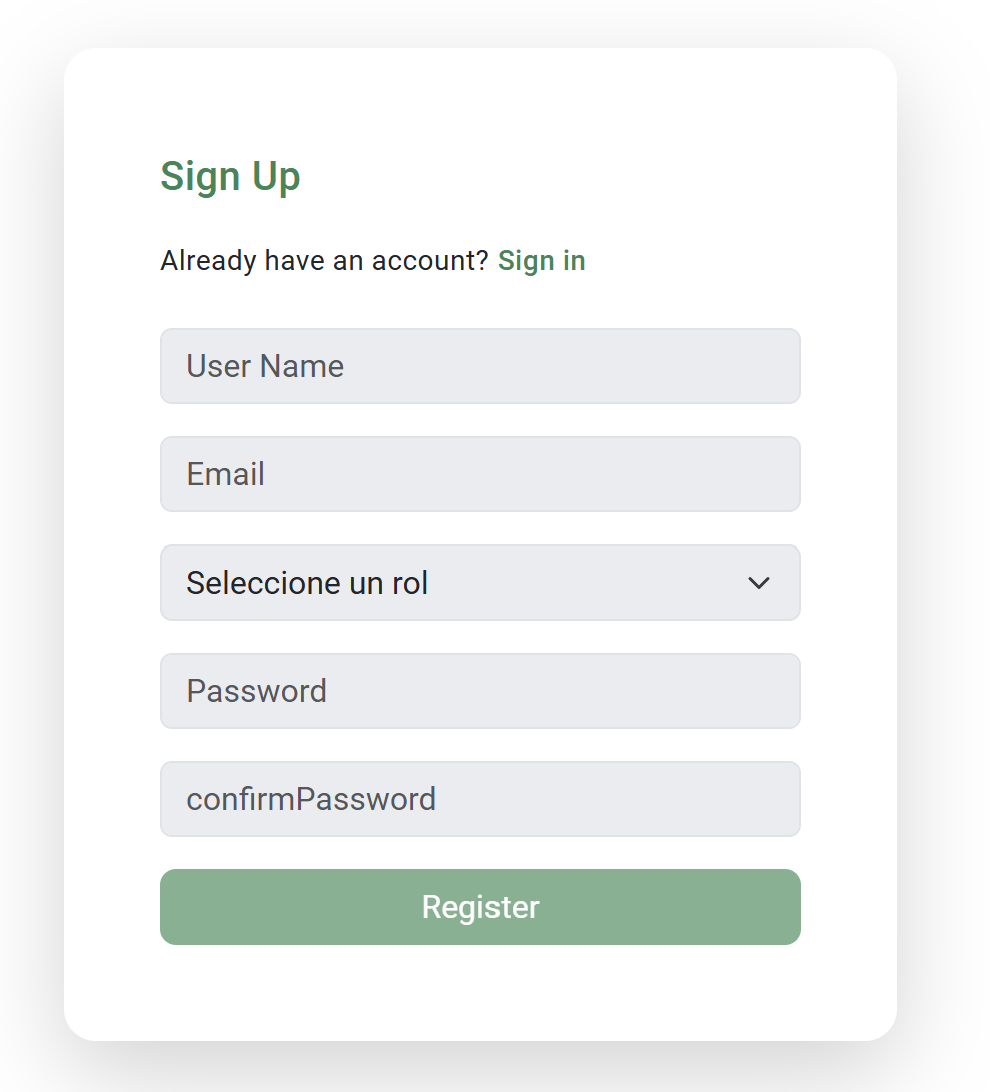 Sign Up
Already have an account? Sign in
User Name
Email
Seleccione un rol
Password
confirmPassword
Register